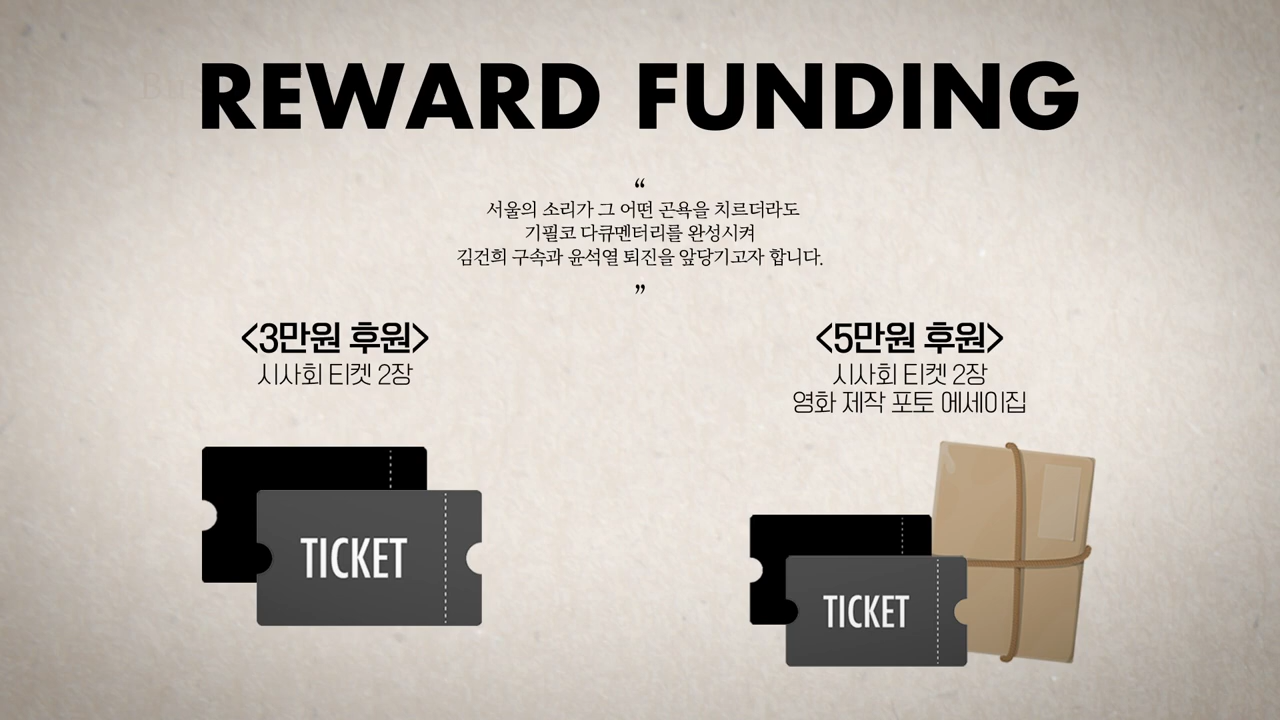 REWARD FUNDING
“
서울의 소리가 그 어떤 곤욕을 치르더라도
기필코 다큐멘터리를 완성시켜
김건희 구속과 윤석열 퇴진을 앞당기고자 합니다.
”
<3만원 후원>
시사회 티켓 2장
<5만원 후원>
시사회 티켓 2장
영화 제작 포토 에세이집
TICKET
TICKET